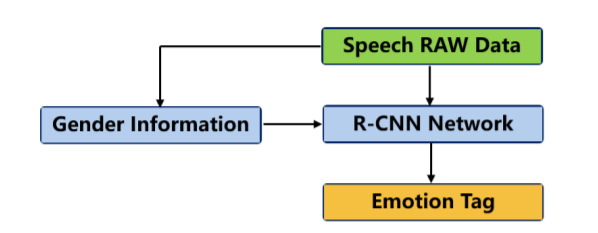 Speech RAW Data
Gender Information
R-CNN Network
Emotion Tag